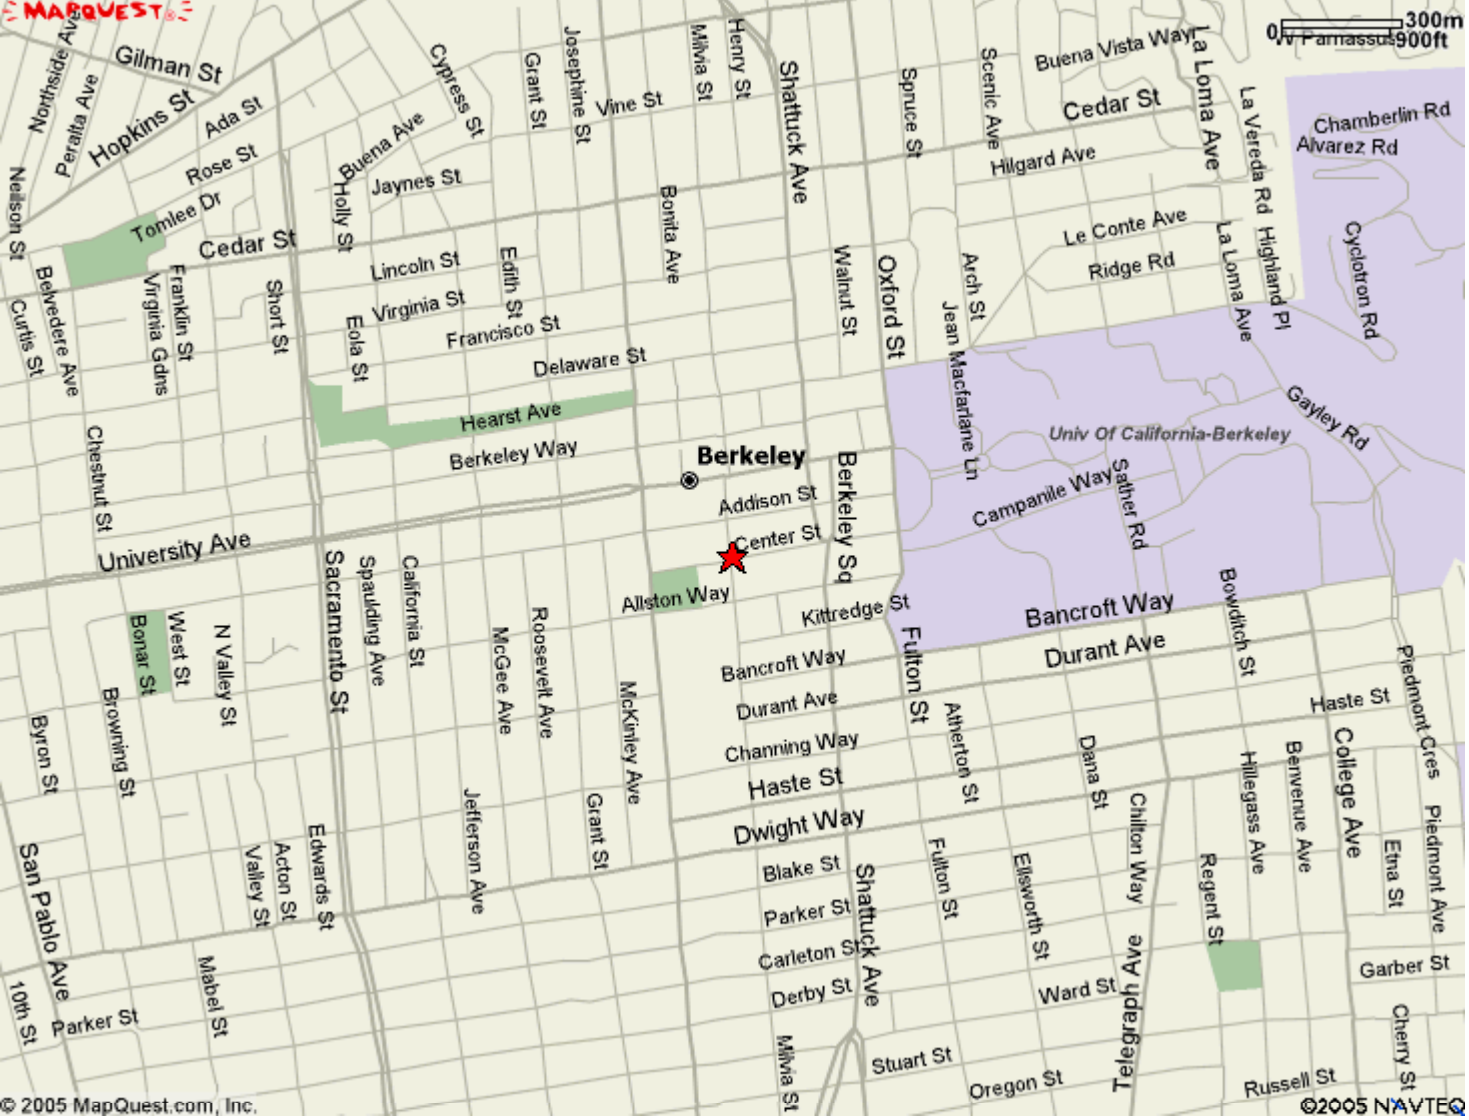 MAPQUEST®
300m
900ft
0
W Parnassus
Gilman St
Northside Ave
Peralta Ave
Hopkins St
Ada St
Rose St
Tomlee Dr
Neilson St
Cypress St
Grant St
Josephine St
Vine St
Milvia St
Henry St
Shattuck Ave
Spruce St
Scenic Ave
Buena Vista Way
La Loma Ave
Cedar St
Hilgard Ave
La Vereda Rd
Chamberlin Rd
Alvarez Rd
Buena Ave
Jaynes St
Holly St
Bonita Ave
Cedar St
Lincoln St
Edith St
Virginia St
Francisco St
Delaware St
Eola St
Short St
Franklin St
Virginia Gdns
Belvedere Ave
Curtis St
Walnut St
Oxford St
Arch St
Le Conte Ave
Ridge Rd
La Loma Ave
Highland Pl
Cyclotron Rd
Jean Macfarlane Ln
Gayley Rd
Univ Of California-Berkeley
Hearst Ave
Berkeley Way
Chestnut St
Berkeley
Addison St
Center St
Berkeley Sq
Campanile Way
Sather Rd
University Ave
Sacramento St
Spaulding Ave
California St
Allston Way
Kittredge St
Bancroft Way
Bowditch St
Durant Ave
Bonar St
West St
N Valley St
McGee Ave
Roosevelt Ave
McKinley Ave
Bancroft Way
Durant Ave
Channing Way
Haste St
Dwight Way
Fulton St
Atherton St
Dana St
Haste St
Piedmont Cres
Byron St
Browning St
Hillegass Ave
Benvenue Ave
College Ave
Chilton Way
Jefferson Ave
Grant St
Edwards St
Acton St
Valley St
San Pablo Ave
Blake St
Parker St
Carleton St
Derby St
Shattuck Ave
Fulton St
Ellsworth St
Regent St
Etna St
Piedmont Ave
Telegraph Ave
Ward St
Garber St
Mabel St
10th St
Parker St
Milvia St
Stuart St
Oregon St
Russell St
Cherry St
© 2005 MapQuest.com, Inc.
©2005 NAVTEQ